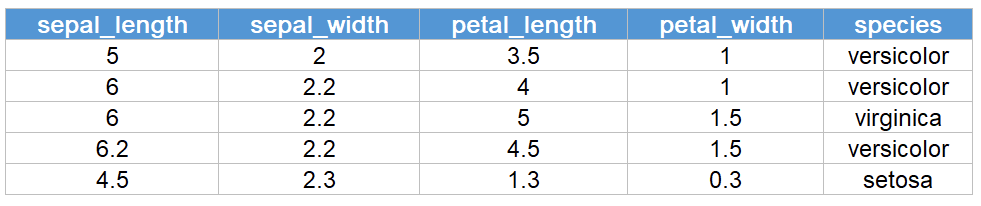 sepal_length sepal_width petal_length petal_width species
5 2 3.5 1 versicolor
6 2.2 4 1 versicolor
6 2.2 5 1.5 virginica
6.2 2.2 4.5 1.5 versicolor
4.5 2.3 1.3 0.3 setosa